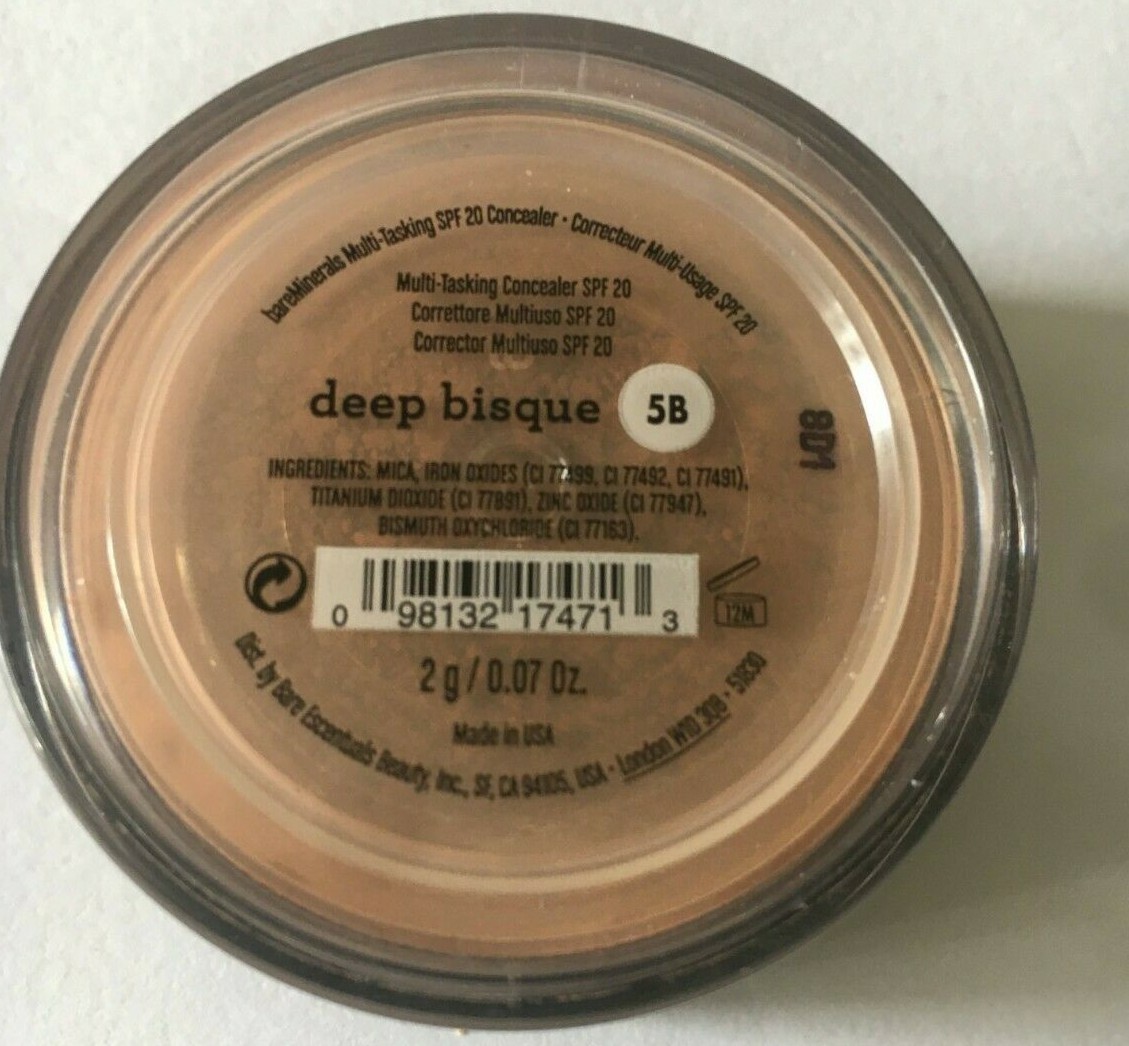 bareMinerals Multi-Tasking SPF 20 Concealer · Correcteur Multi-Usage SPF 20
Multi-Tasking Concealer SPF 20
Correttore Multiuso SPF 20
Corrector Multiuso SPF 20
deep bisque 5B
8D1
INGREDIENTS: MICA, IRON OXIDES (CI 77499, CI 77492, CI 77491),
TITANIUM DIOXIDE (CI 77891), ZINC OXIDE (CI 77947),
BISMUTH OXYCHLORIDE (CI 77163).
0 98132 17471 3
12M
2 g / 0.07 Oz.
Made in USA
Dist. by Bare Escentuals Beauty, Inc., SF, CA 94105, USA · London W10 3QB · 51630